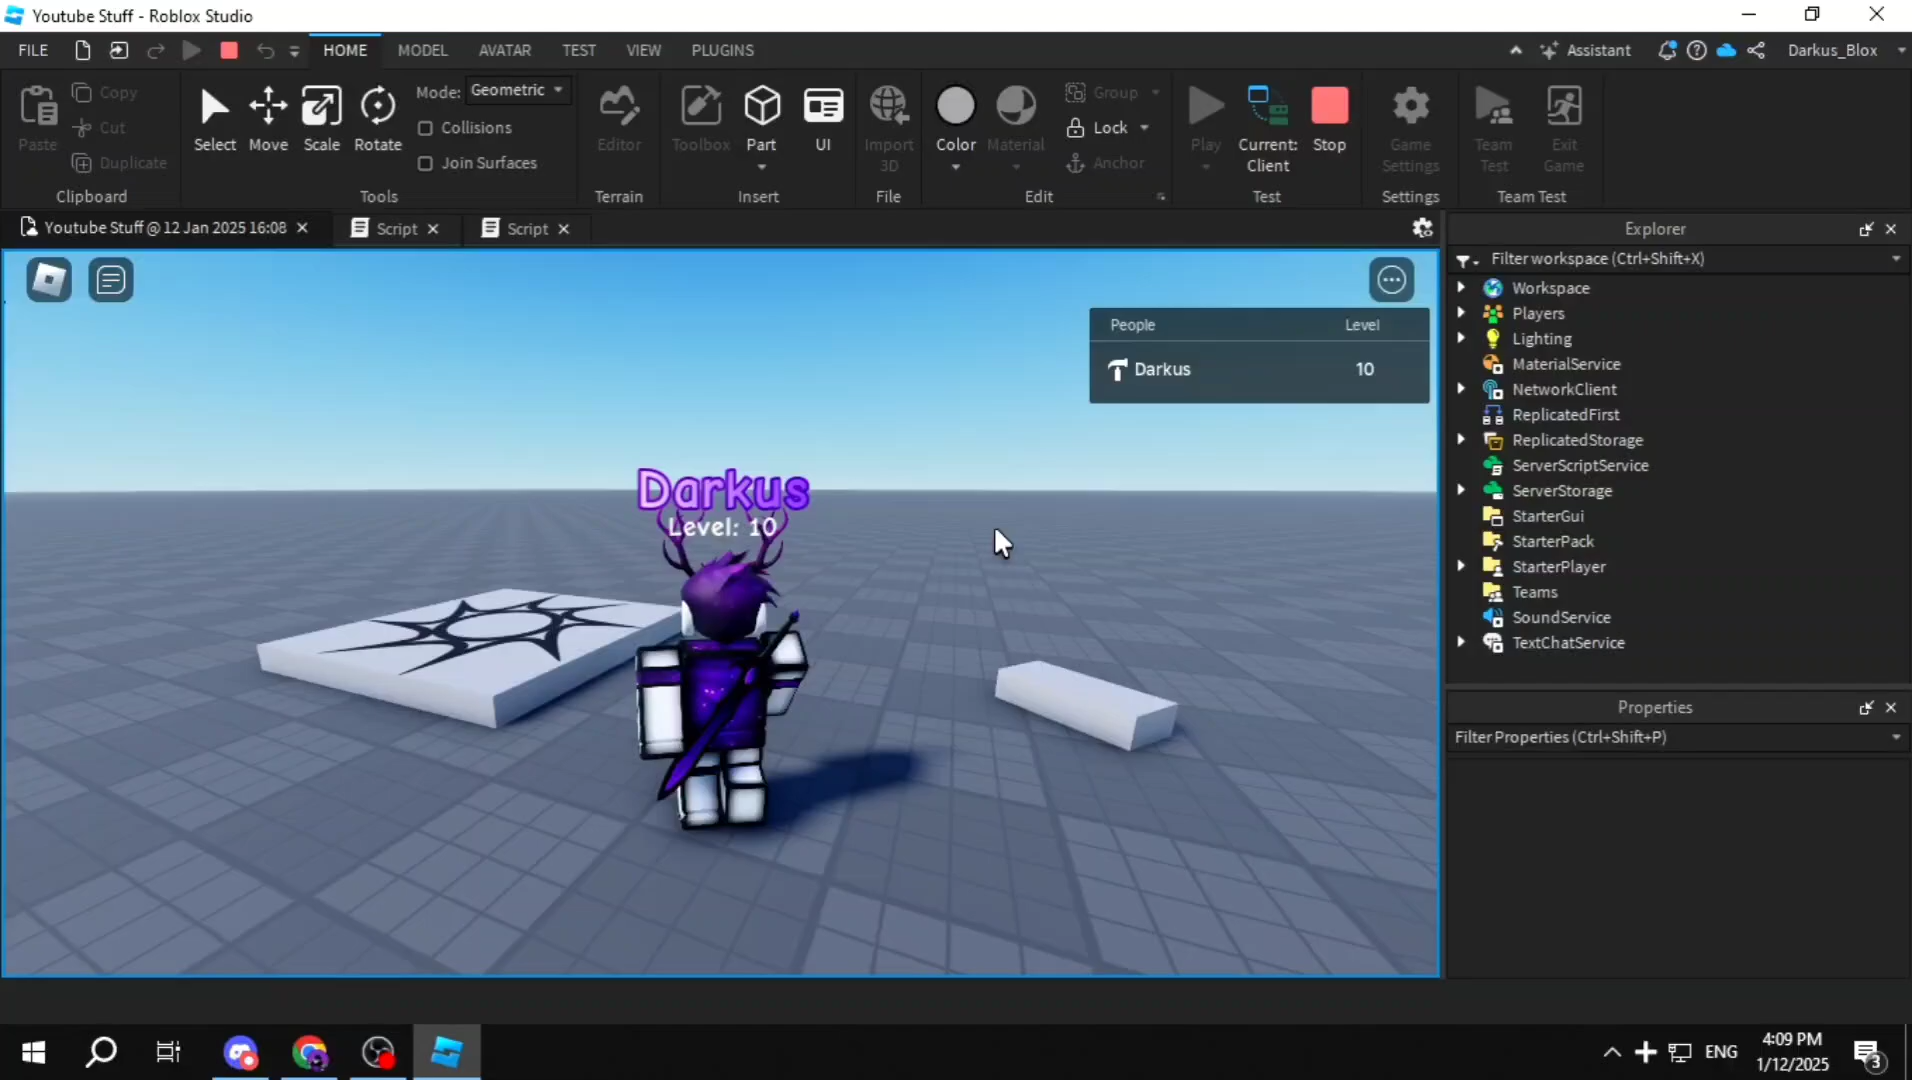 Youtube Stuff - Roblox Studio
FILE HOME MODEL AVATAR TEST VIEW PLUGINS Assistant Darkus_Blox
Paste
Copy
Cut
Duplicate
Clipboard
Select Move Scale Rotate
Mode: Geometric
Collisions
Join Surfaces
Tools
Editor
Terrain
Toolbox Part UI
Insert
Import 3D
File
Color Material
Group
Lock
Anchor
Edit
Play
Current: Client
Stop
Test
Game Settings
Settings
Team Test
Exit Game
Team Test
Youtube Stuff @ 12 Jan 2025 16:08 Script Script
People Level
Darkus 10
Darkus
Level: 10
Explorer
Filter workspace (Ctrl+Shift+X)
Workspace
Players
Lighting
MaterialService
NetworkClient
ReplicatedFirst
ReplicatedStorage
ServerScriptService
ServerStorage
StarterGui
StarterPack
StarterPlayer
Teams
SoundService
TextChatService
Properties
Filter Properties (Ctrl+Shift+P)
ENG
4:09 PM
1/12/2025
3